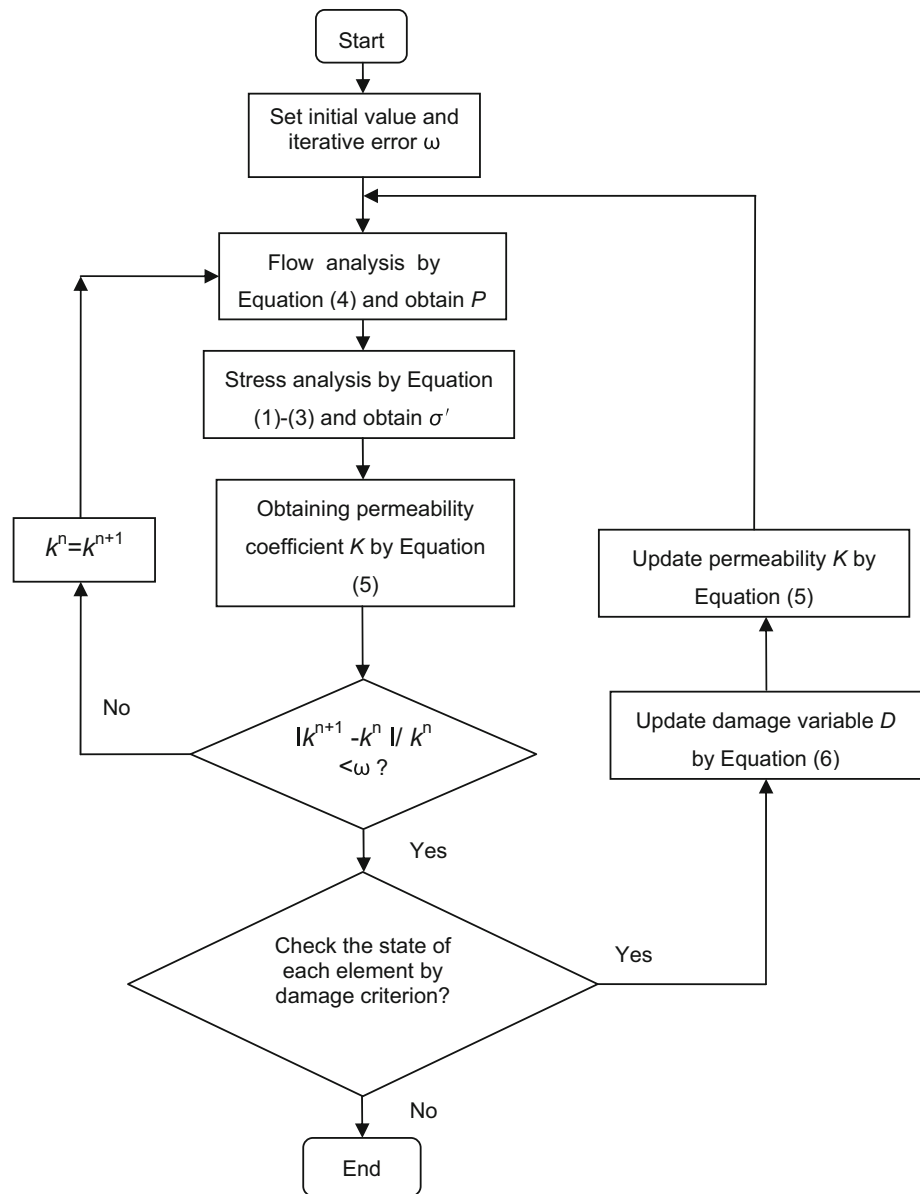 Start
Set initial value and
iterative error ω
Flow analysis by
Equation (4) and obtain P
Stress analysis by Equation
(1)-(3) and obtain σ′
Obtaining permeability
coefficient K by Equation
(5)
kⁿ=kⁿ⁺¹
No
|kⁿ⁺¹ -kⁿ |/ kⁿ
<ω ?
Yes
Check the state of
each element by
damage criterion?
Yes
Update damage variable D
by Equation (6)
Update permeability K by
Equation (5)
No
End